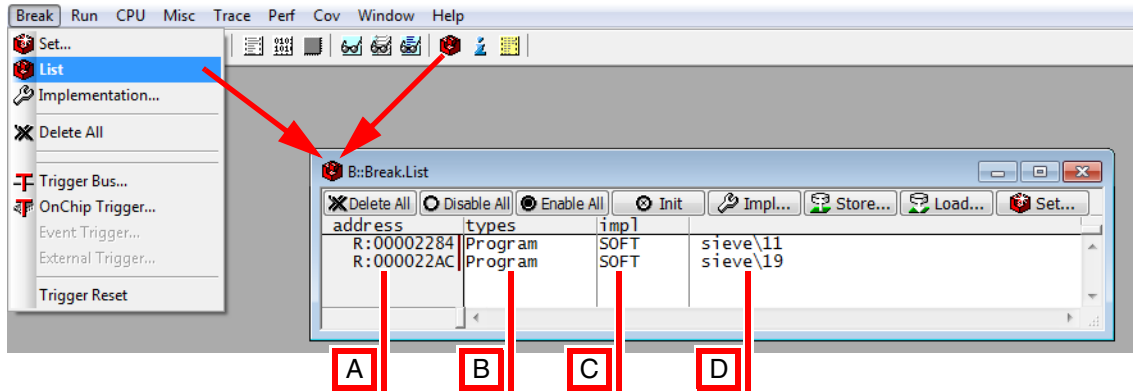 Break Run CPU Misc Trace Perf Cov Window Help
Set...
List
Implementation...
Delete All
Trigger Bus...
OnChip Trigger...
Event Trigger...
External Trigger...
Trigger Reset
B::Break.List
Delete All Disable All Enable All Init Impl... Store... Load... Set...
address types impl
R:00002284 Program SOFT sieve\11
R:000022AC Program SOFT sieve\19
A B C D